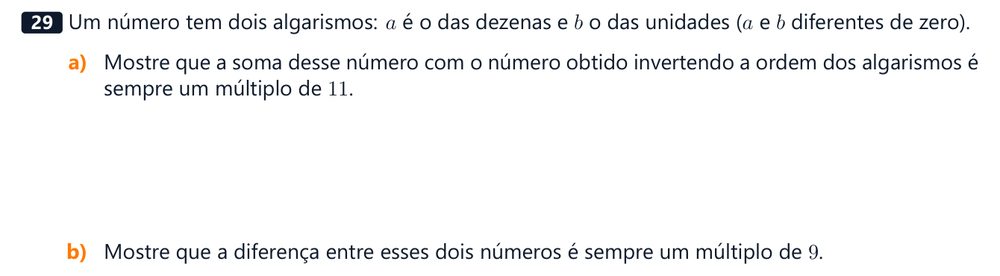 29 Um número tem dois algarismos: a é o das dezenas e b o das unidades (a e b diferentes de zero).
a) Mostre que a soma desse número com o número obtido invertendo a ordem dos algarismos é
sempre um múltiplo de 11.
b) Mostre que a diferença entre esses dois números é sempre um múltiplo de 9.